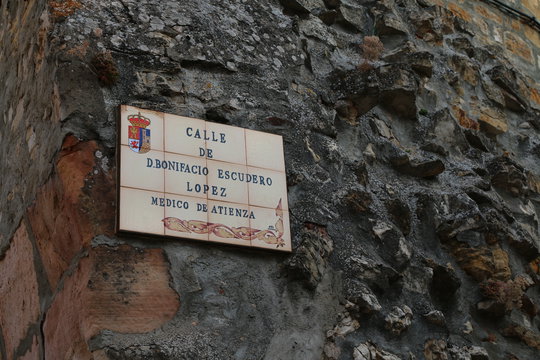 CALLE
DE
D.BONIFACIO ESCUDERO
LOPEZ
MEDICO DE ATIENZA